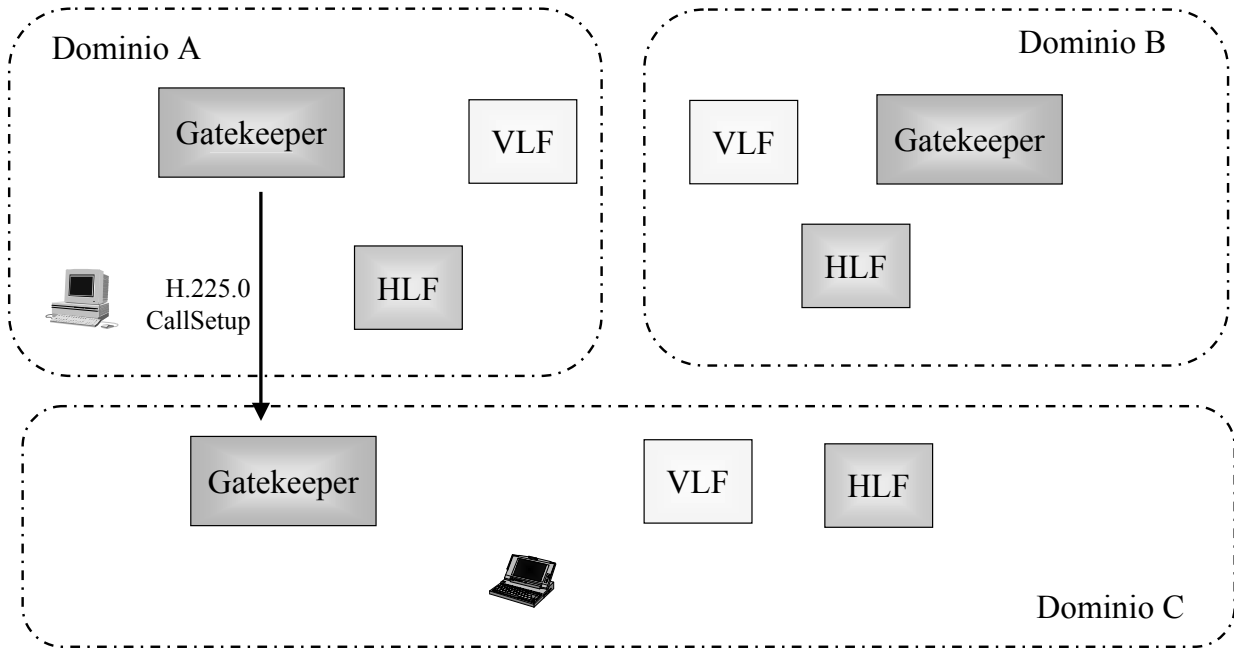 Dominio A
Gatekeeper
VLF
H.225.0
CallSetup
HLF
Dominio B
VLF
Gatekeeper
HLF
Gatekeeper
VLF
HLF
Dominio C